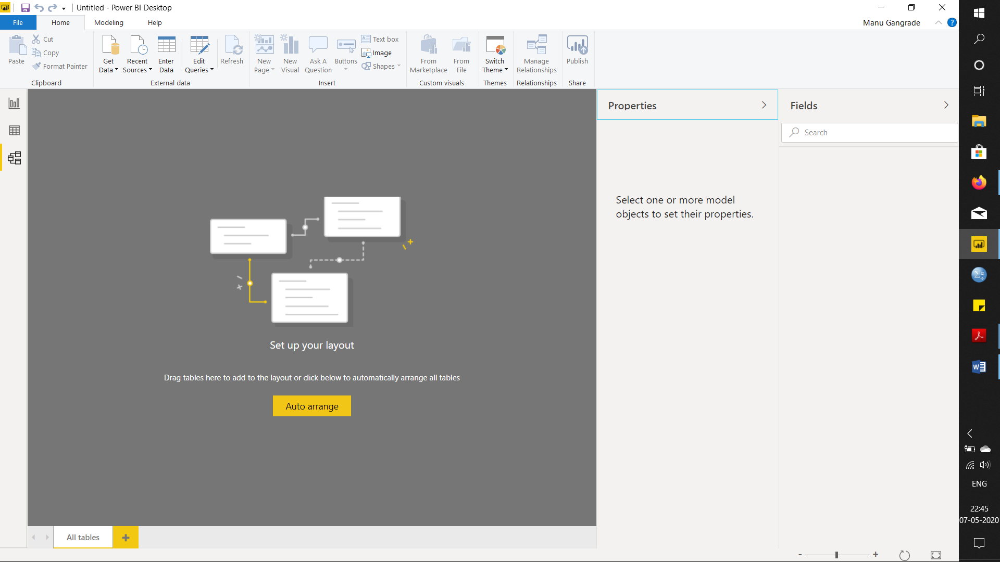 Untitled - Power BI Desktop
File Home Modeling Help Manu Gangrade ?
Paste
Cut
Copy
Format Painter
Clipboard
Get
Data
Recent
Sources
Enter
Data
Edit
Queries
Refresh
External data
New
Page
New
Visual
Ask A
Question
Buttons
Text box
Image
Shapes
Insert
From
Marketplace
From
File
Custom visuals
Switch
Theme
Themes
Manage
Relationships
Relationships
Publish
Share
Properties
Select one or more model
objects to set their properties.
Fields
Search
Set up your layout
Drag tables here to add to the layout or click below to automatically arrange all tables
Auto arrange
All tables +
- +
ENG
22:45
07-05-2020